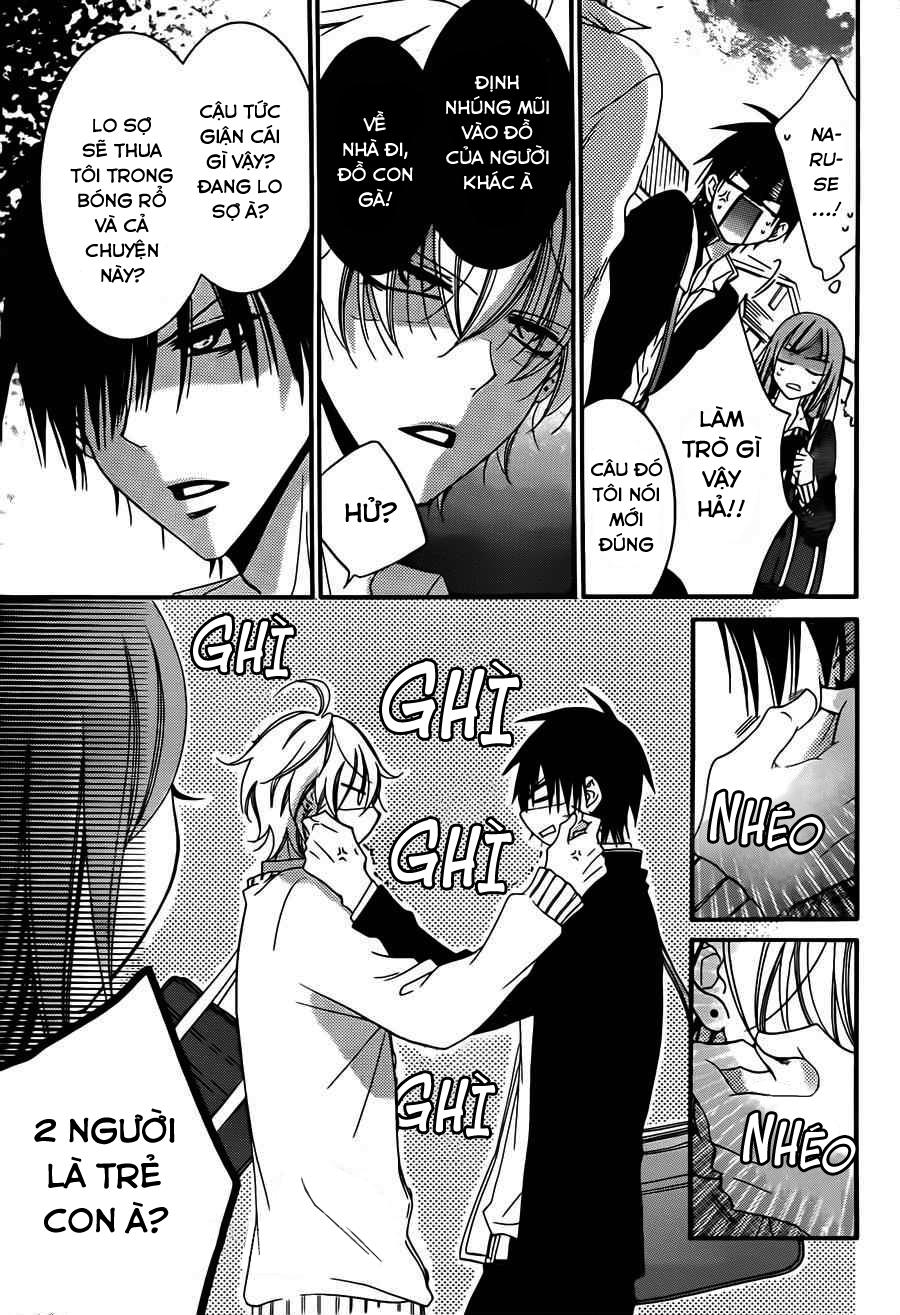 NA-
RU-
SE
...!
LÀM
TRÒ GÌ
VẬY
HẢ!!
CÂU ĐÓ
TÔI NÓI
MỚI
ĐÚNG
ĐỊNH
NHÚNG MŨI
VÀO ĐỒ
CỦA NGƯỜI
KHÁC À
VỀ
NHÀ ĐI,
ĐỒ CON
GÀ!
HỬ?
CẬU TỨC
GIẬN CÁI
GÌ VẬY?
ĐANG LO
SỢ À?
LO SỢ
SẼ THUA
TÔI TRONG
BÓNG RỔ
VÀ CẢ
CHUYỆN
NÀY?
NHÉO
NHÉO
GHÌ
GHÌ
GHÌ
GHÌ
2 NGƯỜI
LÀ TRẺ
CON À?